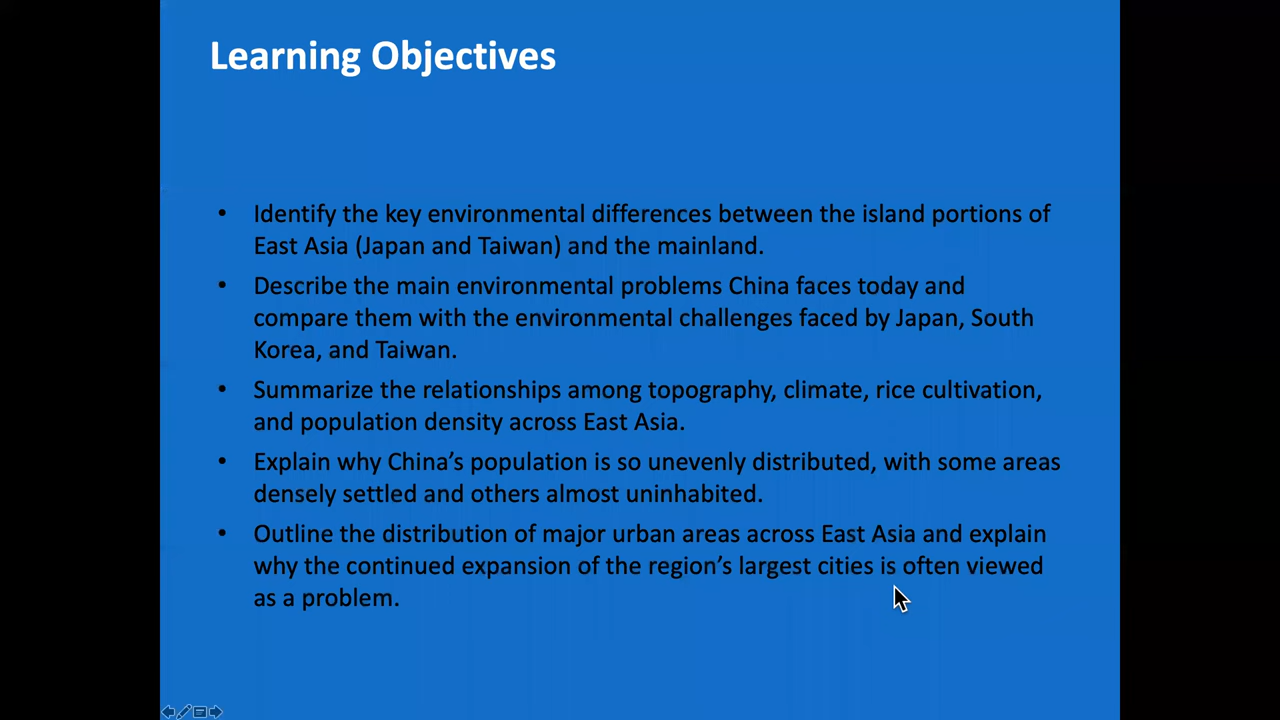 Learning Objectives
• Identify the key environmental differences between the island portions of
East Asia (Japan and Taiwan) and the mainland.
• Describe the main environmental problems China faces today and
compare them with the environmental challenges faced by Japan, South
Korea, and Taiwan.
• Summarize the relationships among topography, climate, rice cultivation,
and population density across East Asia.
• Explain why China’s population is so unevenly distributed, with some areas
densely settled and others almost uninhabited.
• Outline the distribution of major urban areas across East Asia and explain
why the continued expansion of the region’s largest cities is often viewed
as a problem.